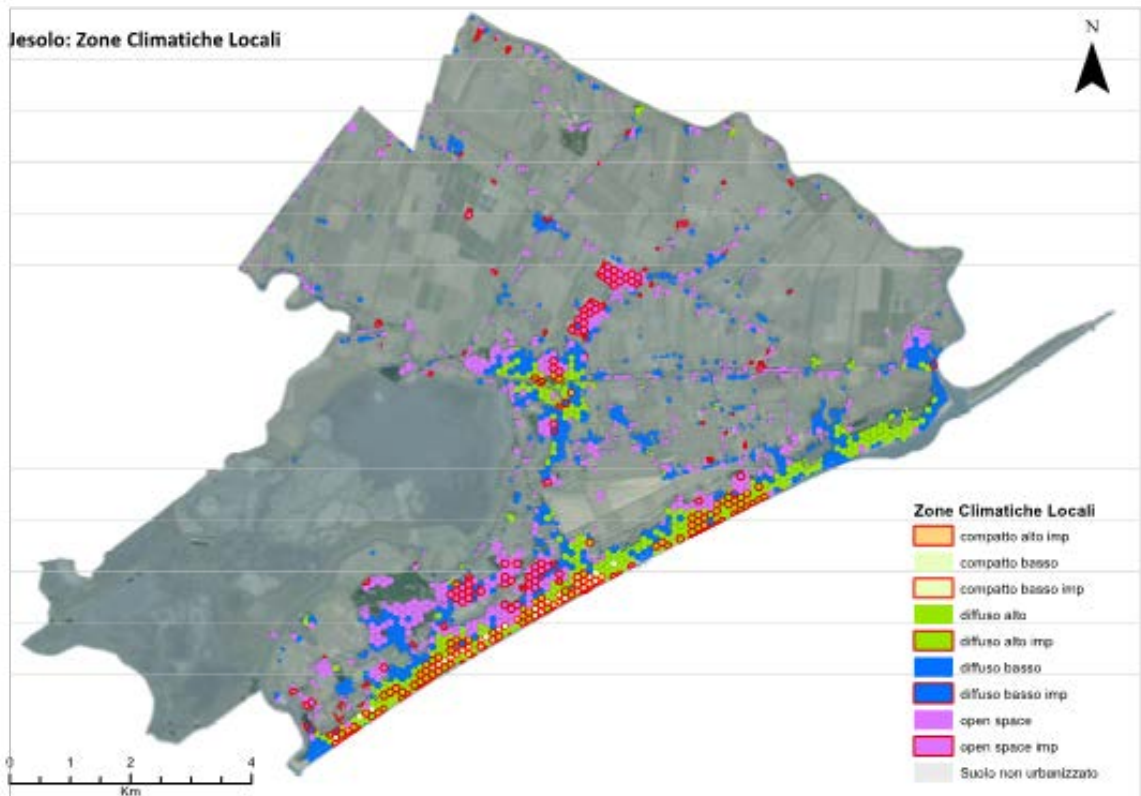 Jesolo: Zone Climatiche Locali
N
Zone Climatiche Locali
compatto alto imp
compatto basso
compatto basso imp
diffuso alto
diffuso alto imp
diffuso basso
diffuso basso imp
open space
open space imp
Suolo non urbanizzato
0 1 2 4
Km